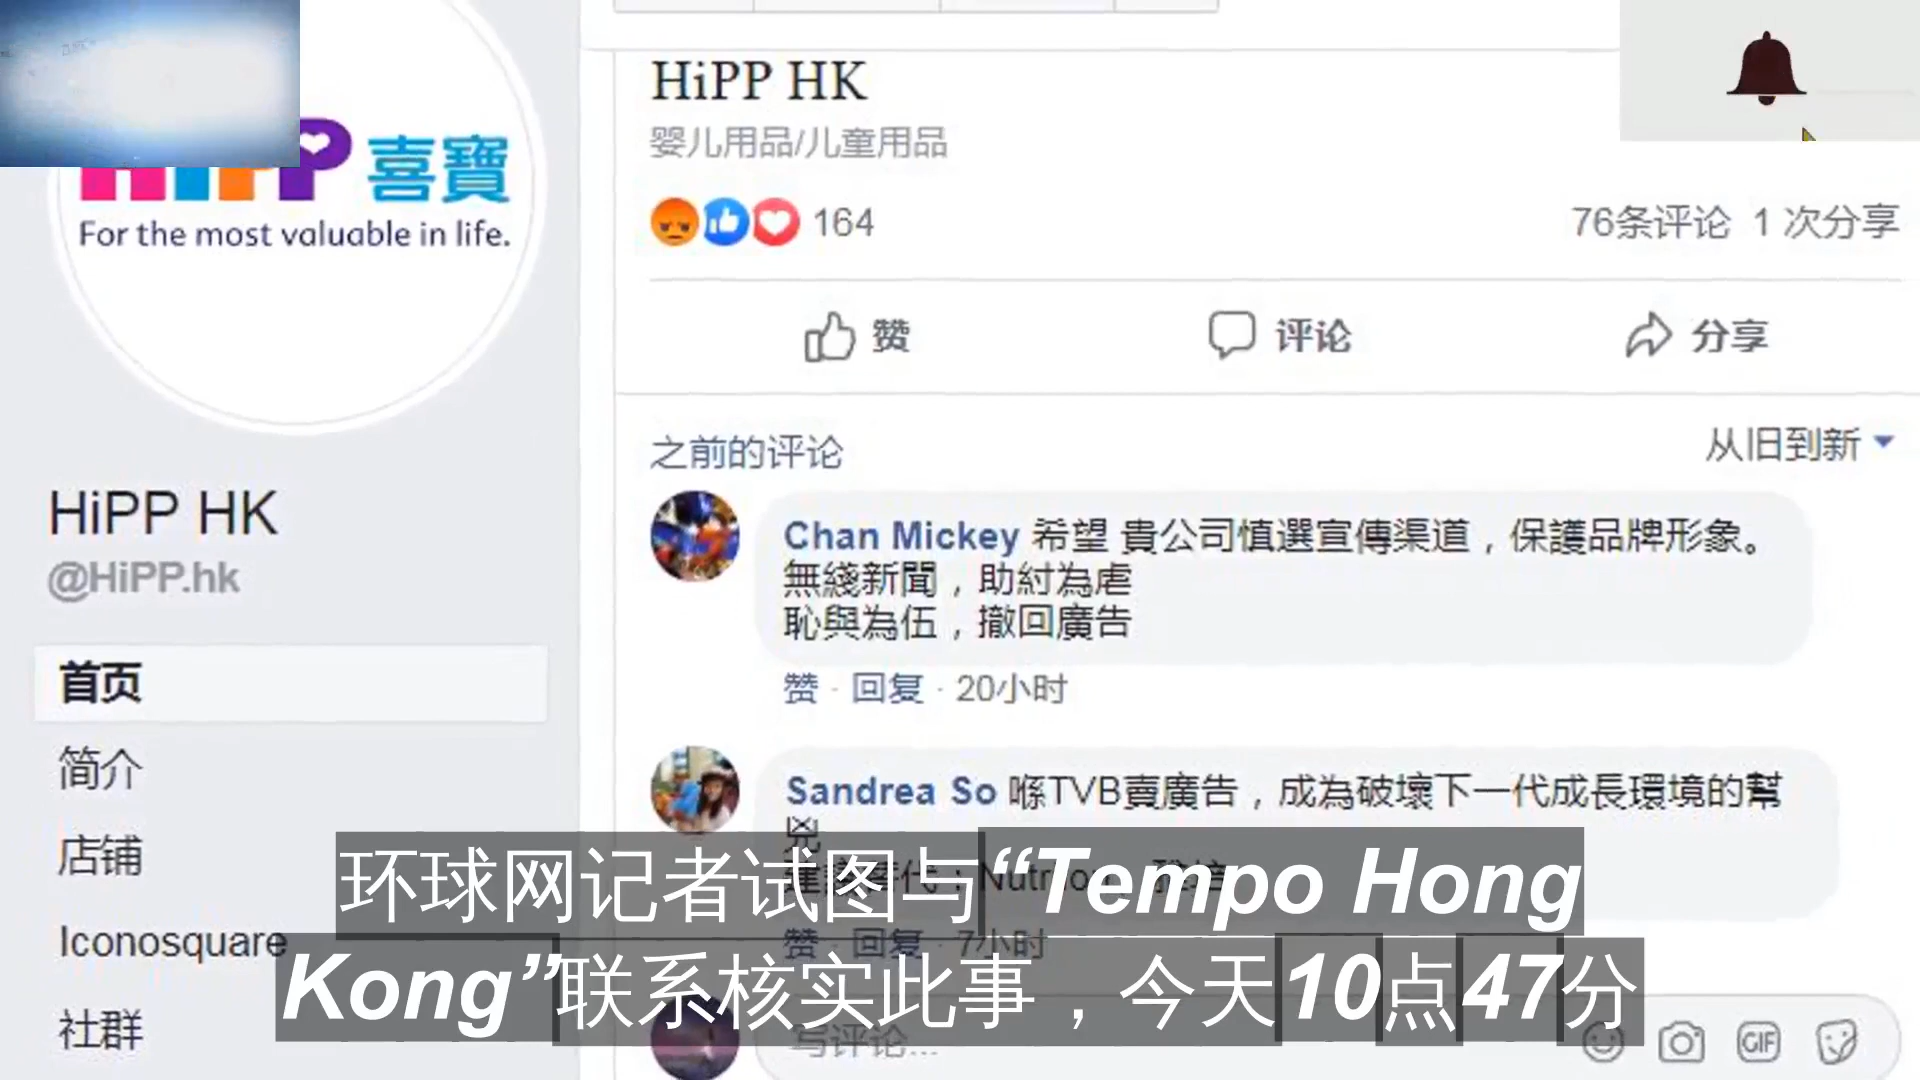 HiPP 喜寶
For the most valuable in life.
HiPP HK
@HiPP.hk
首页
简介
店铺
Iconosquare
社群
HiPP HK
婴儿用品/儿童用品
164
76条评论 1 次分享
赞 评论 分享
之前的评论
从旧到新
Chan Mickey 希望 貴公司慎選宣傳渠道，保護品牌形象。
無綫新聞，助紂為虐
恥與為伍，撤回廣告
赞 · 回复 · 20小时
Sandrea So 喺TVB賣廣告，成為破壞下一代成長環境的幫
兇
赞 · 回复 · 7小时
写评论...
GIF
环球网记者试图与“Tempo Hong
Kong”联系核实此事，今天10点47分